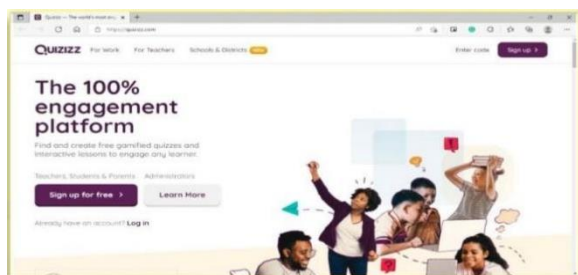 Quizizz — The world's most en...
https://quizizz.com
QUIZIZZ For Work For Teachers Schools & Districts
Enter code Sign up >
The 100%
engagement
platform
Find and create free gamified quizzes and
interactive lessons to engage any learner.
Teachers, Students & Parents Administrators
Sign up for free > Learn More
Already have an account? Log in